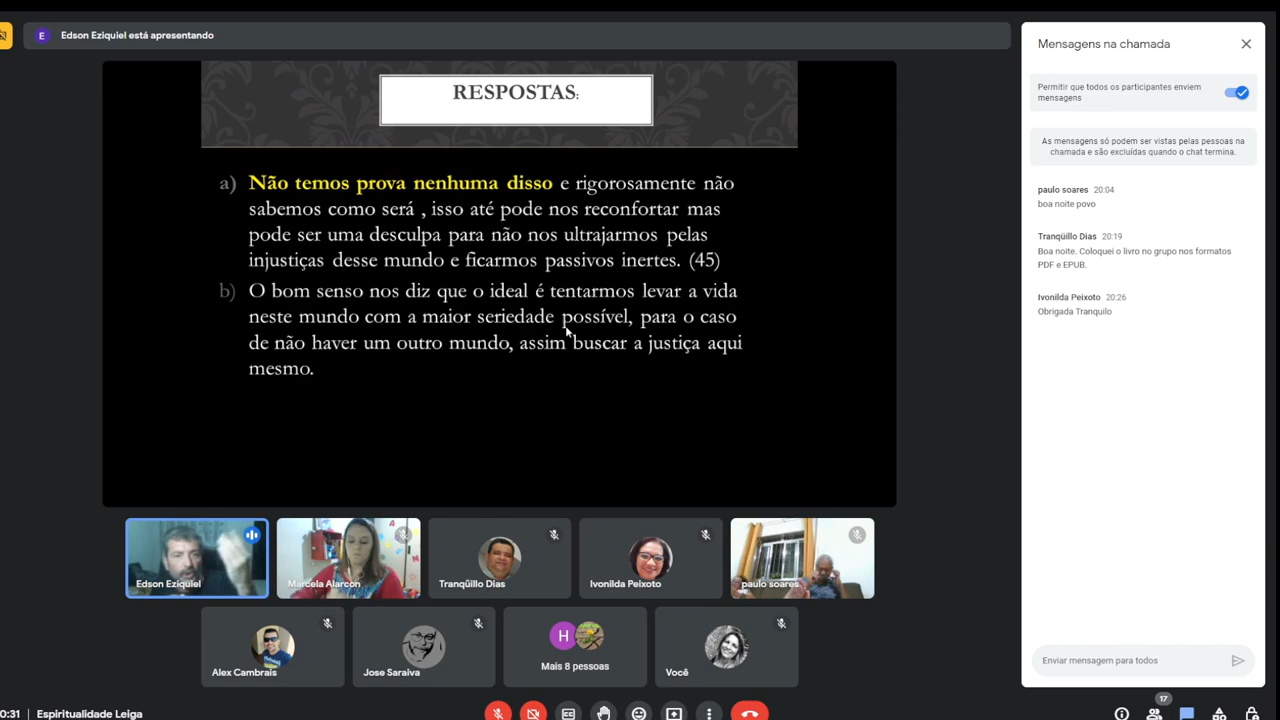 E Edson Eziquiel está apresentando
RESPOSTAS:
a) Não temos prova nenhuma disso e rigorosamente não
sabemos como será , isso até pode nos reconfortar mas
pode ser uma desculpa para não nos ultrajarmos pelas
injustiças desse mundo e ficarmos passivos inertes. (45)
b) O bom senso nos diz que o ideal é tentarmos levar a vida
neste mundo com a maior seriedade possível, para o caso
de não haver um outro mundo, assim buscar a justiça aqui
mesmo.
Edson Eziquiel
Marcela Alarcon
Tranqüillo Dias
Ivonilda Peixoto
paulo soares
Alex Cambrais
Jose Saraiva
H
Mais 8 pessoas
Você
0:31 | Espiritualidade Leiga
Mensagens na chamada
Permitir que todos os participantes enviem
mensagens
As mensagens só podem ser vistas pelas pessoas na
chamada e são excluídas quando o chat termina.
paulo soares 20:04
boa noite povo
Tranqüillo Dias 20:19
Boa noite. Coloquei o livro no grupo nos formatos
PDF e EPUB.
Ivonilda Peixoto 20:26
Obrigada Tranquilo
Enviar mensagem para todos
17